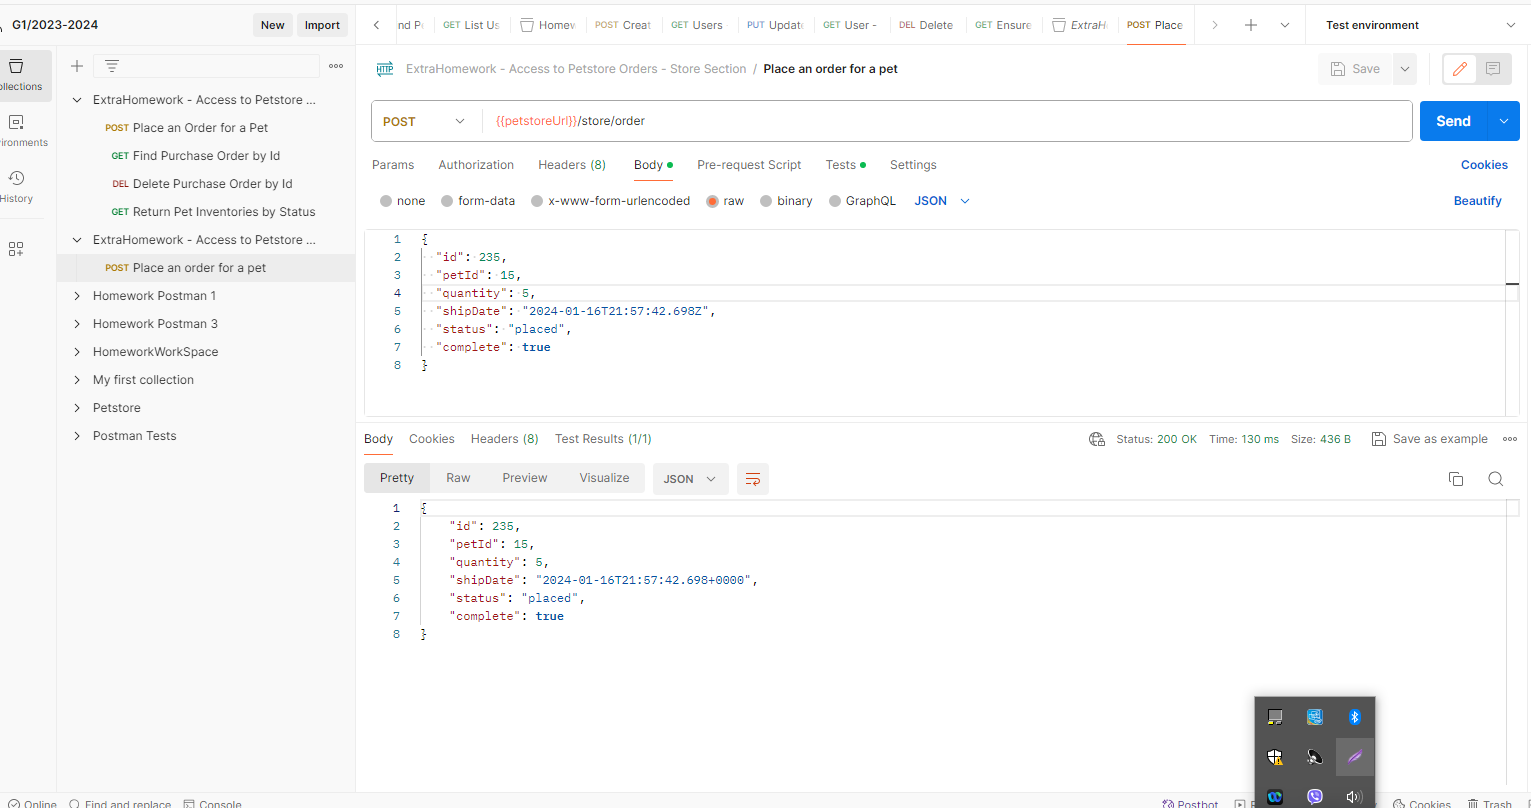 G1/2023-2024
New
Import
nd Pe
GET List Us
Homew
POST Creat
GET Users
PUT Update
GET User -
DEL Delete
GET Ensure
ExtraH
POST Place
Test environment
ollections
ironments
History
ExtraHomework - Access to Petstore ...
POST Place an Order for a Pet
GET Find Purchase Order by Id
DEL Delete Purchase Order by Id
GET Return Pet Inventories by Status
ExtraHomework - Access to Petstore ...
POST Place an order for a pet
Homework Postman 1
Homework Postman 3
HomeworkWorkSpace
My first collection
Petstore
Postman Tests
HTTP ExtraHomework - Access to Petstore Orders - Store Section / Place an order for a pet
Save
POST
{{petstoreUrl}}/store/order
Send
Params Authorization Headers (8) Body Pre-request Script Tests Settings Cookies
none form-data x-www-form-urlencoded raw binary GraphQL JSON Beautify
1 {
2 "id": 235,
3 "petId": 15,
4 "quantity": 5,
5 "shipDate": "2024-01-16T21:57:42.698Z",
6 "status": "placed",
7 "complete": true
8 }
Body Cookies Headers (8) Test Results (1/1) Status: 200 OK Time: 130 ms Size: 436 B Save as example
Pretty Raw Preview Visualize JSON
1 {
2 "id": 235,
3 "petId": 15,
4 "quantity": 5,
5 "shipDate": "2024-01-16T21:57:42.698+0000",
6 "status": "placed",
7 "complete": true
8 }
Online Find and replace Console Postbot Cookies Trash